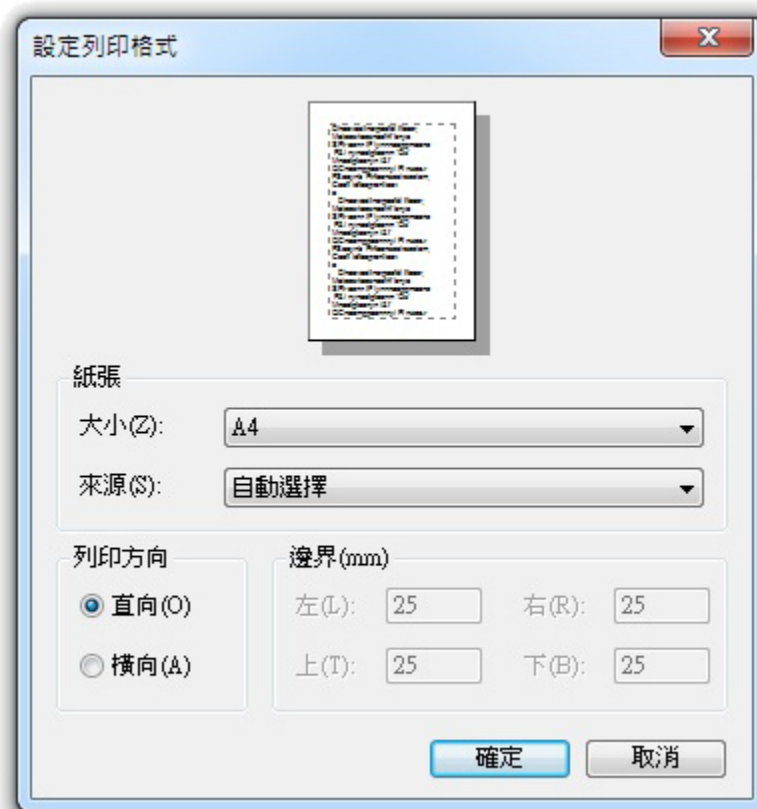 設定列印格式
紙張
大小(Z): A4
來源(S): 自動選擇
列印方向
直向(O)
橫向(A)
邊界(mm)
左(L): 25 右(R): 25
上(T): 25 下(B): 25
確定 取消